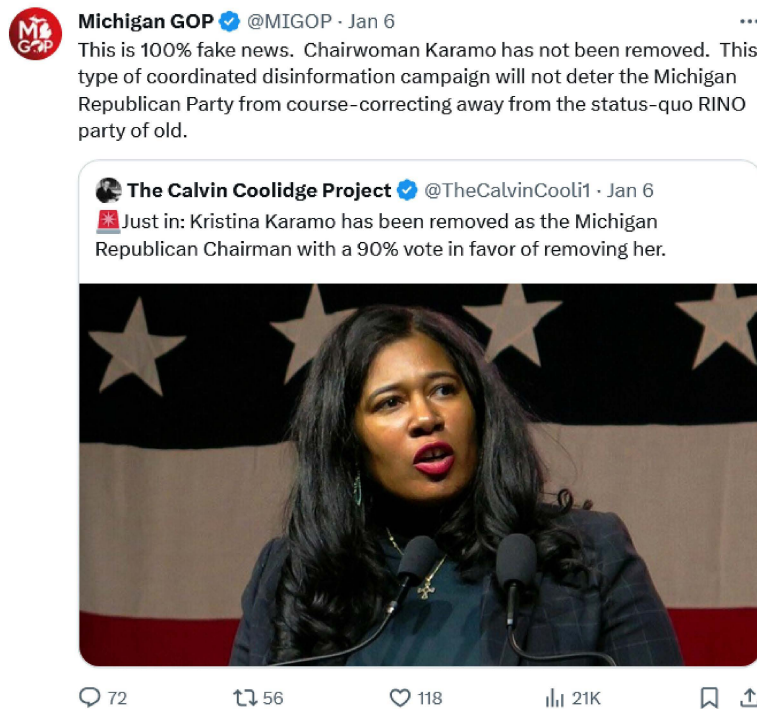 Michigan GOP @MIGOP · Jan 6
This is 100% fake news. Chairwoman Karamo has not been removed. This
type of coordinated disinformation campaign will not deter the Michigan
Republican Party from course-correcting away from the status-quo RINO
party of old.
The Calvin Coolidge Project @TheCalvinCooli1 · Jan 6
🚨Just in: Kristina Karamo has been removed as the Michigan
Republican Chairman with a 90% vote in favor of removing her.
72 56 118 21K
MI
GOP